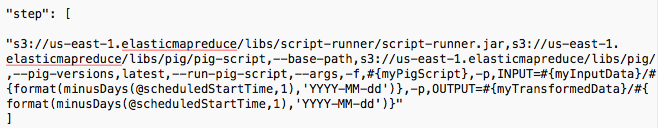 "step": [
"s3://us-east-1.elasticmapreduce/libs/script-runner/script-runner.jar,s3://us-east-1.
elasticmapreduce/libs/pig/pig-script,--base-path,s3://us-east-1.elasticmapreduce/libs/pig/
,--pig-versions,latest,--run-pig-script,--args,-f,#{myPigScript},-p,INPUT=#{myInputData}/#
{format(minusDays(@scheduledStartTime,1),'YYYY-MM-dd')},-p,OUTPUT=#{myTransformedData}/#{
format(minusDays(@scheduledStartTime,1),'YYYY-MM-dd')}"
]